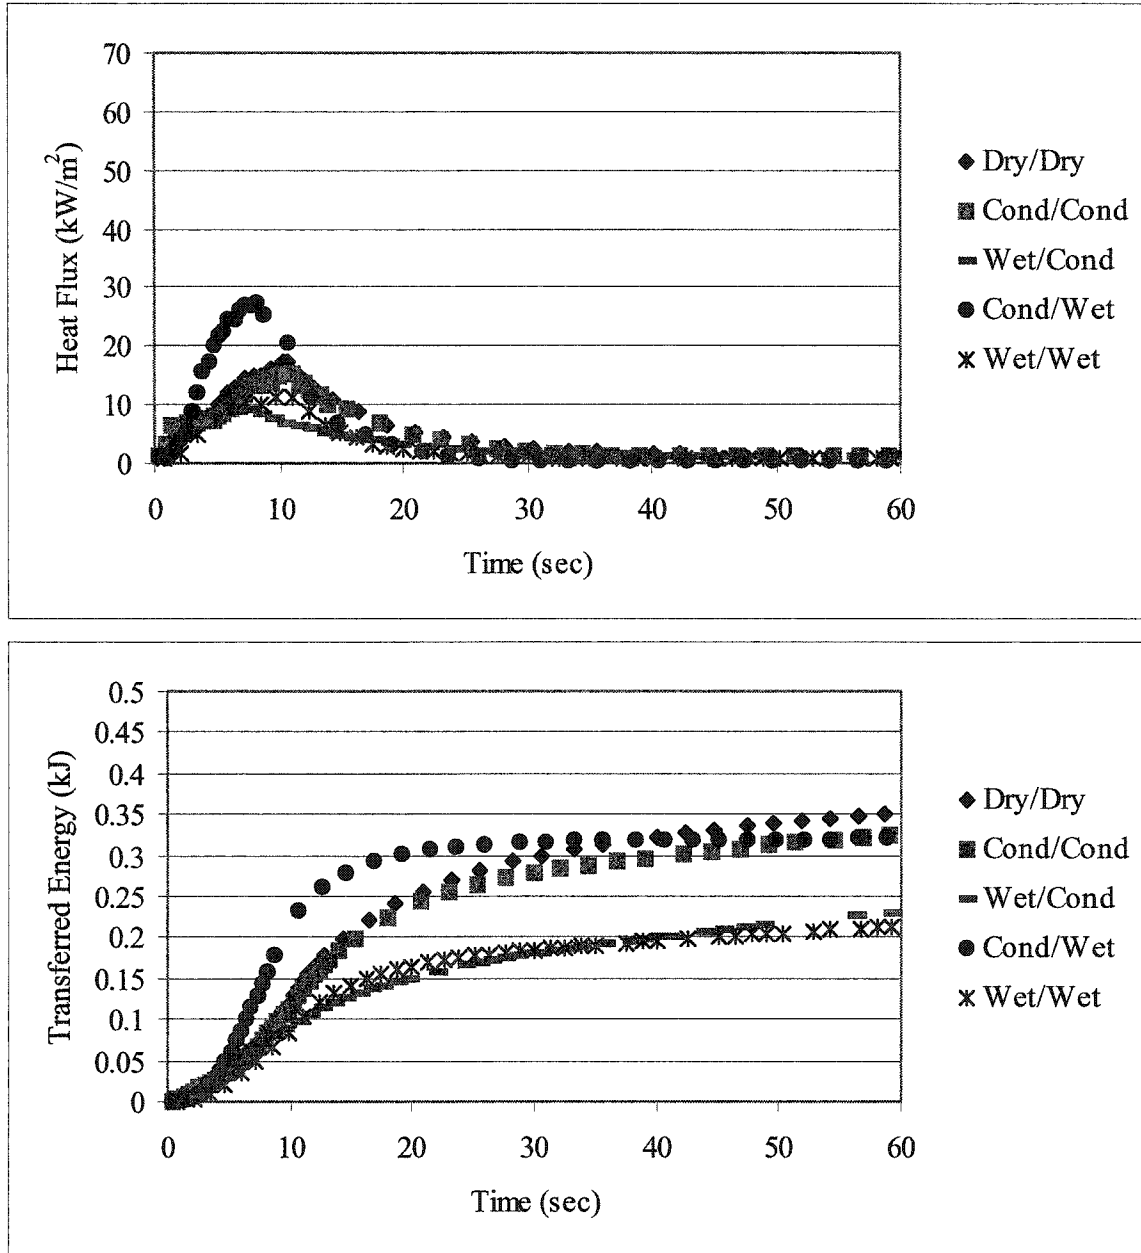 70
60
50
40
30
20
10
0
Heat Flux (kW/m²)
0 10 20 30 40 50 60
Time (sec)
Dry/Dry
Cond/Cond
Wet/Cond
Cond/Wet
Wet/Wet
0.5
0.45
0.4
0.35
0.3
0.25
0.2
0.15
0.1
0.05
0
Transferred Energy (kJ)
0 10 20 30 40 50 60
Time (sec)
Dry/Dry
Cond/Cond
Wet/Cond
Cond/Wet
Wet/Wet